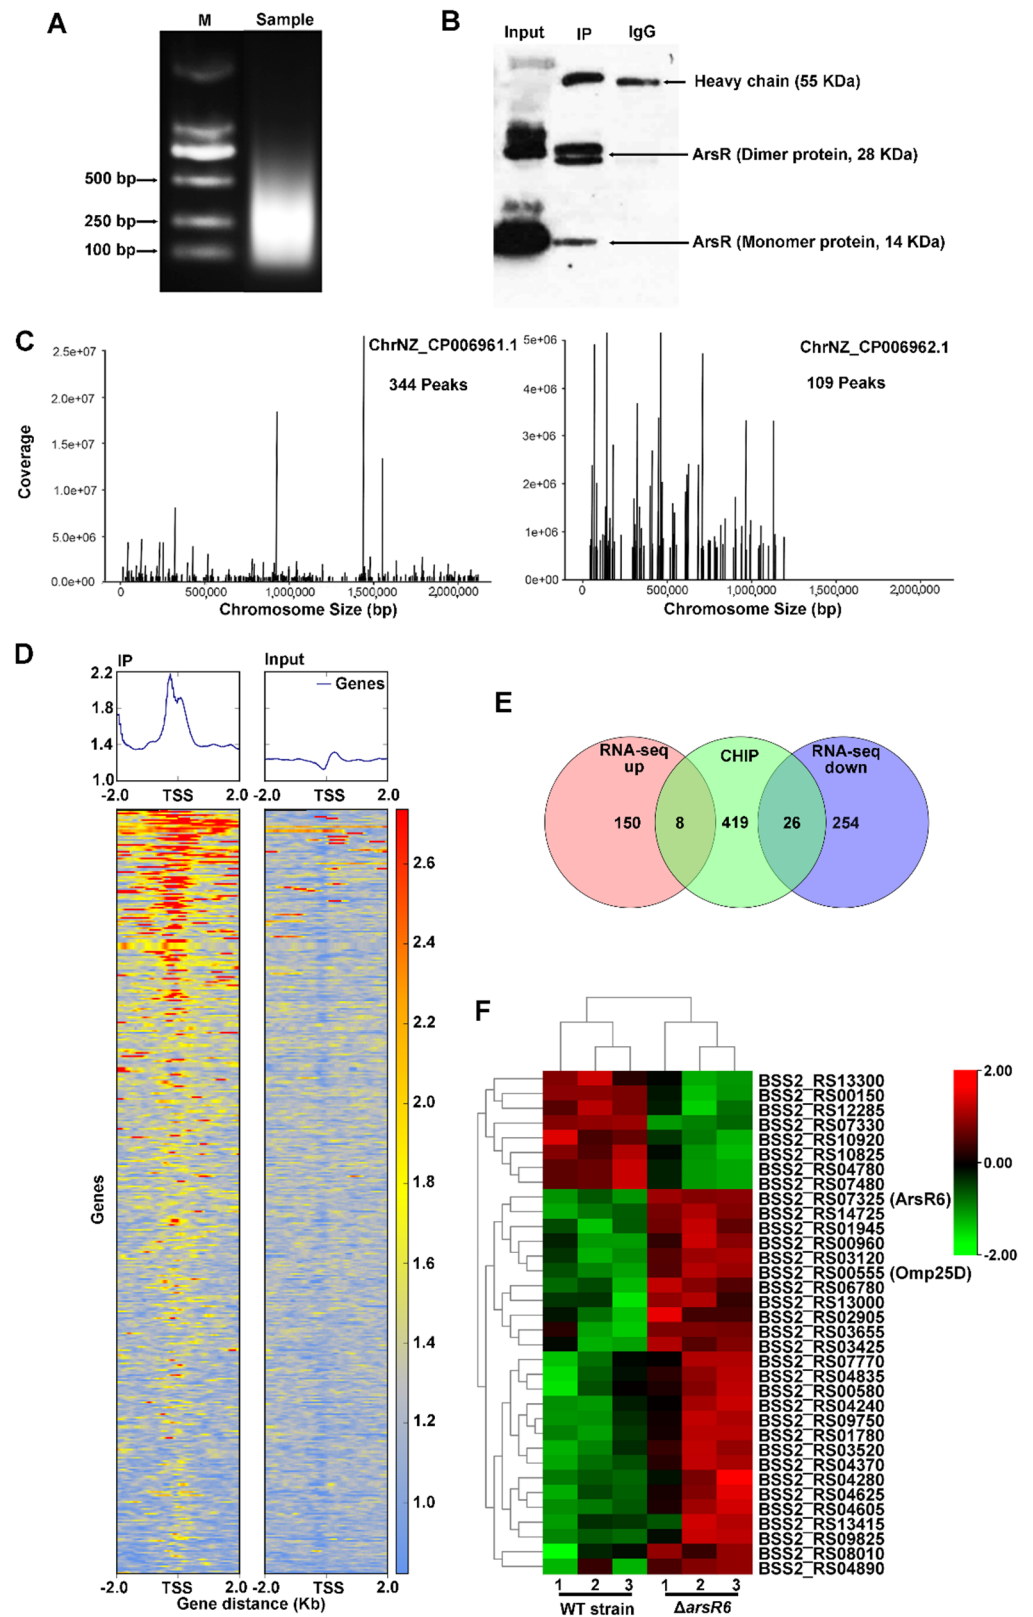 A
M Sample
500 bp
250 bp
100 bp
B
Input IP IgG
Heavy chain (55 KDa)
ArsR (Dimer protein, 28 KDa)
ArsR (Monomer protein, 14 KDa)
C
ChrNZ_CP006961.1
344 Peaks
Coverage
2.5e+07
2.0e+07
1.5e+07
1.0e+07
5.0e+06
0.0e+00
0 500,000 1,000,000 1,500,000 2,000,000
Chromosome Size (bp)
ChrNZ_CP006962.1
109 Peaks
5e+06
4e+06
3e+06
2e+06
1e+06
0e+00
0 500,000 1,000,000 1,500,000 2,000,000
Chromosome Size (bp)
D
IP
2.2
1.8
1.4
1.0
-2.0 TSS 2.0
Input
Genes
-2.0 TSS 2.0
Genes
2.6
2.4
2.2
2.0
1.8
1.6
1.4
1.2
1.0
-2.0 TSS 2.0
-2.0 TSS 2.0
Gene distance (Kb)
E
RNA-seq
up
CHIP
RNA-seq
down
150 8 419 26 254
F
BSS2_RS13300
BSS2_RS00150
BSS2_RS12285
BSS2_RS07330
BSS2_RS10920
BSS2_RS10825
BSS2_RS04780
BSS2_RS07480
BSS2_RS07325 (ArsR6)
BSS2_RS14725
BSS2_RS01945
BSS2_RS00960
BSS2_RS03120
BSS2_RS00555 (Omp25D)
BSS2_RS06780
BSS2_RS13000
BSS2_RS02905
BSS2_RS03655
BSS2_RS03425
BSS2_RS07770
BSS2_RS04835
BSS2_RS00580
BSS2_RS04240
BSS2_RS09750
BSS2_RS01780
BSS2_RS03520
BSS2_RS04370
BSS2_RS04280
BSS2_RS04625
BSS2_RS04605
BSS2_RS13415
BSS2_RS09825
BSS2_RS08010
BSS2_RS04890
2.00
0.00
-2.00
1 2 3 1 2 3
WT strain ΔarsR6